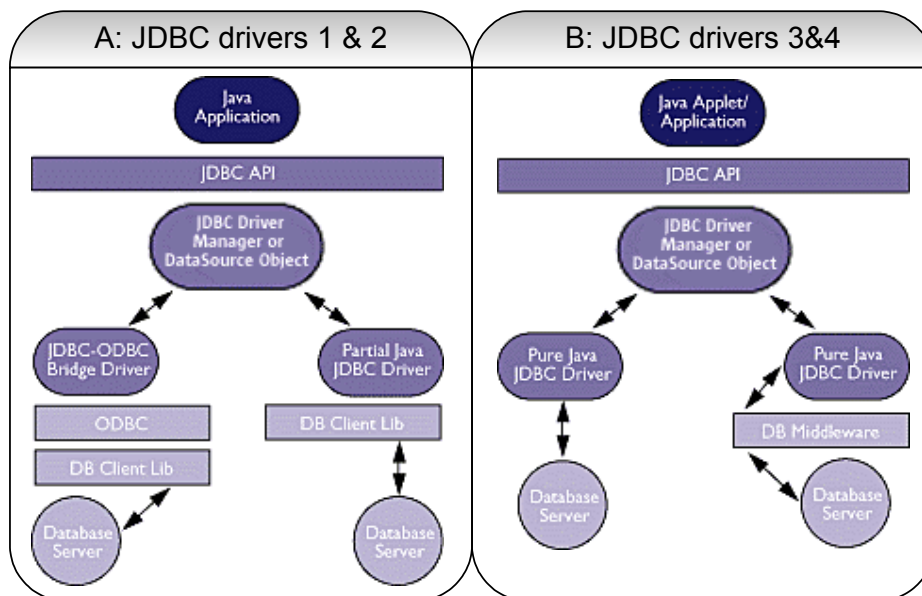 A: JDBC drivers 1 & 2
Java
Application
JDBC API
JDBC Driver
Manager or
DataSource Object
JDBC-ODBC
Bridge Driver
Partial Java
JDBC Driver
ODBC
DB Client Lib
DB Client Lib
Database
Server
Database
Server
B: JDBC drivers 3&4
Java Applet/
Application
JDBC API
JDBC Driver
Manager or
DataSource Object
Pure Java
JDBC Driver
Pure Java
JDBC Driver
DB Middleware
Database
Server
Database
Server